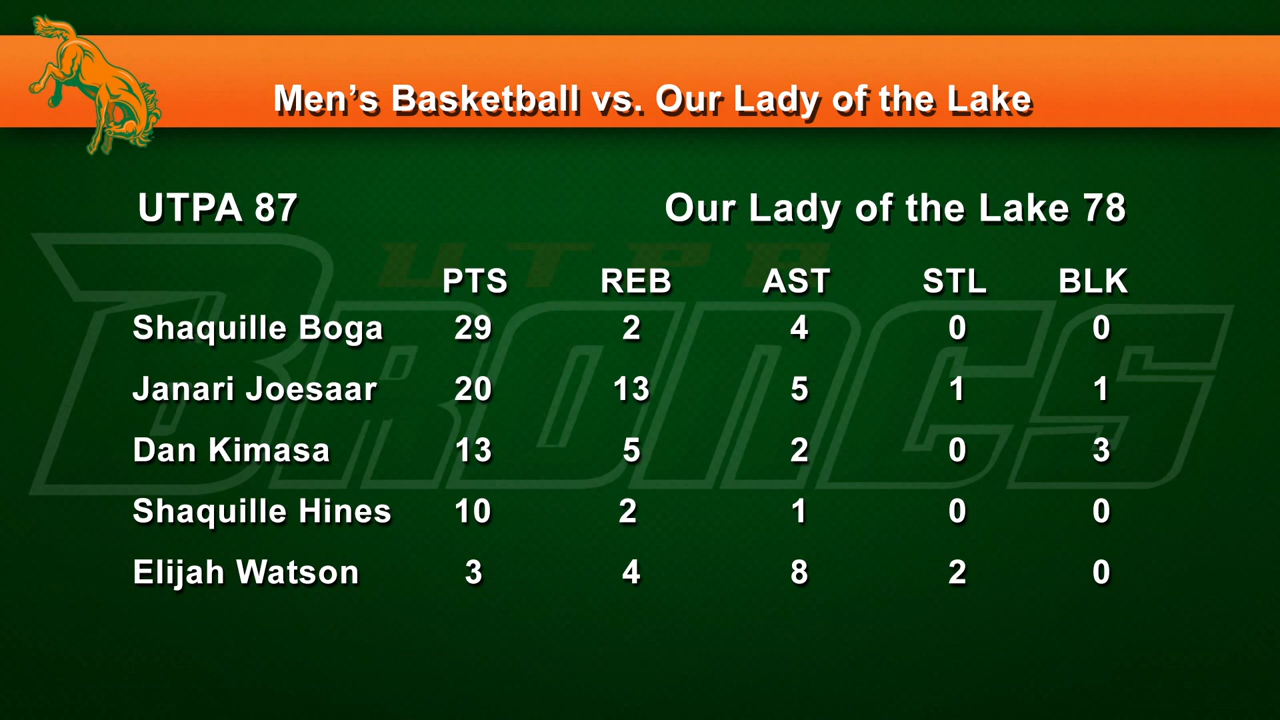 Men's Basketball vs. Our Lady of the Lake
UTPA 87 Our Lady of the Lake 78
UTPA
BRONCS
PTS REB AST STL BLK
Shaquille Boga 29 2 4 0 0
Janari Joesaar 20 13 5 1 1
Dan Kimasa 13 5 2 0 3
Shaquille Hines 10 2 1 0 0
Elijah Watson 3 4 8 2 0